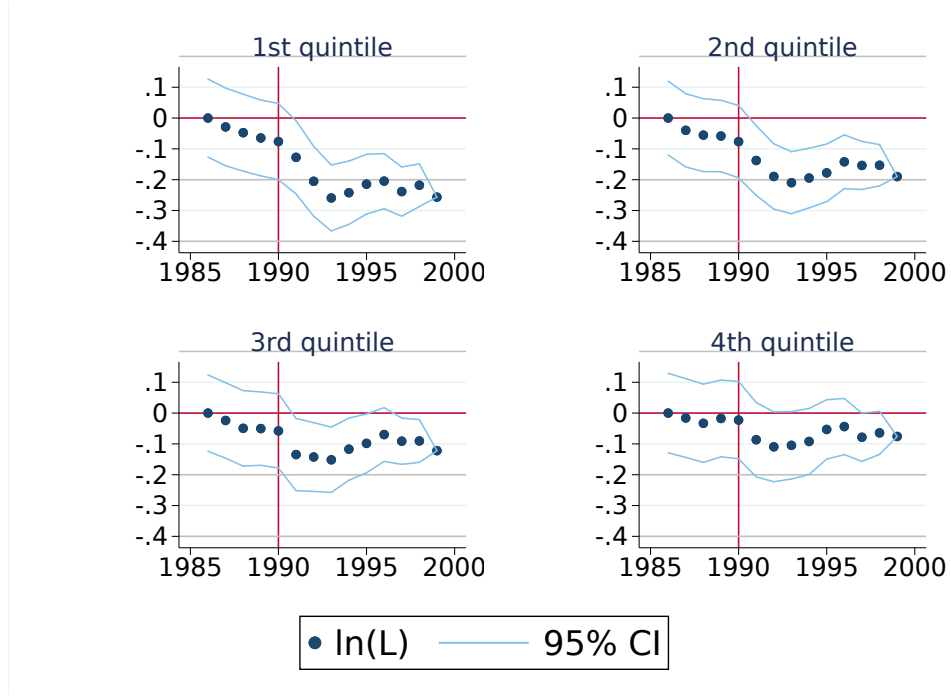 1st quintile
.1
0
-.1
-.2
-.3
-.4
1985 1990 1995 2000
2nd quintile
.1
0
-.1
-.2
-.3
-.4
1985 1990 1995 2000
3rd quintile
.1
0
-.1
-.2
-.3
-.4
1985 1990 1995 2000
4th quintile
.1
0
-.1
-.2
-.3
-.4
1985 1990 1995 2000
ln(L) 95% CI